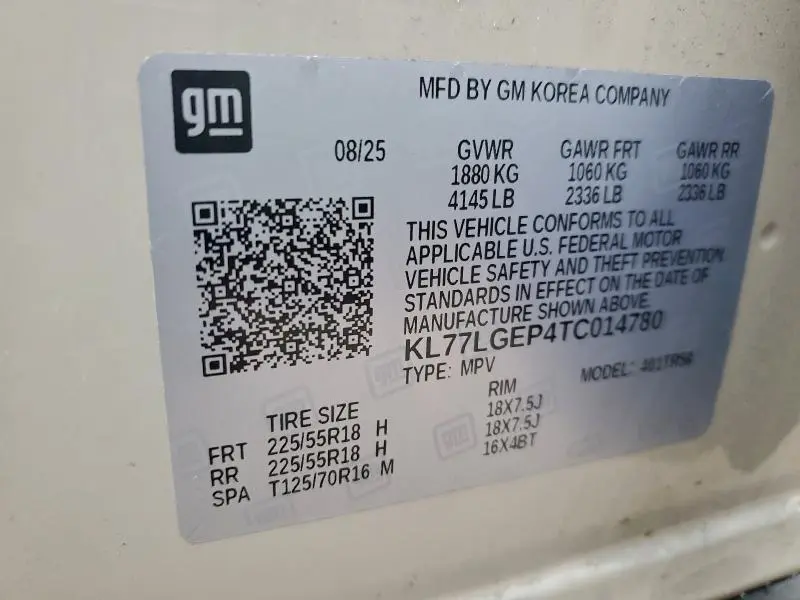 gm
MFD BY GM KOREA COMPANY
08/25 GVWR GAWR FRT GAWR RR
1880 KG 1060 KG 1060 KG
4145 LB 2336 LB 2336 LB
THIS VEHICLE CONFORMS TO ALL
APPLICABLE U.S. FEDERAL MOTOR
VEHICLE SAFETY AND THEFT PREVENTION
STANDARDS IN EFFECT ON THE DATE OF
MANUFACTURE SHOWN ABOVE.
KL77LGEP4TC014780
TYPE: MPV MODEL:
TIRE SIZE RIM
FRT 225/55R18 H 18X7.5J
RR 225/55R18 H 18X7.5J
SPA T125/70R16 M 16X4BT
gm